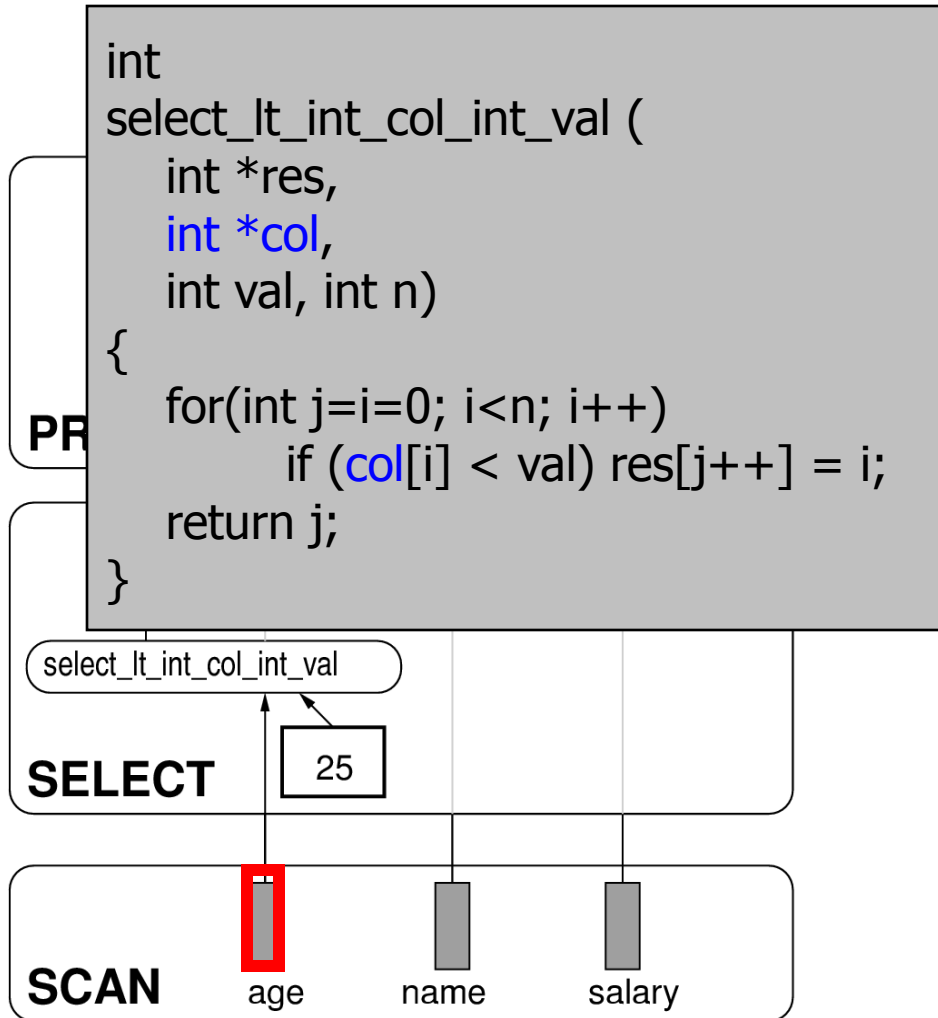 int
select_lt_int_col_int_val (
int *res,
int *col,
int val, int n)
{
for(int j=i=0; i<n; i++)
if (col[i] < val) res[j++] = i;
return j;
}
PR
select_lt_int_col_int_val
25
SELECT
SCAN
age name salary